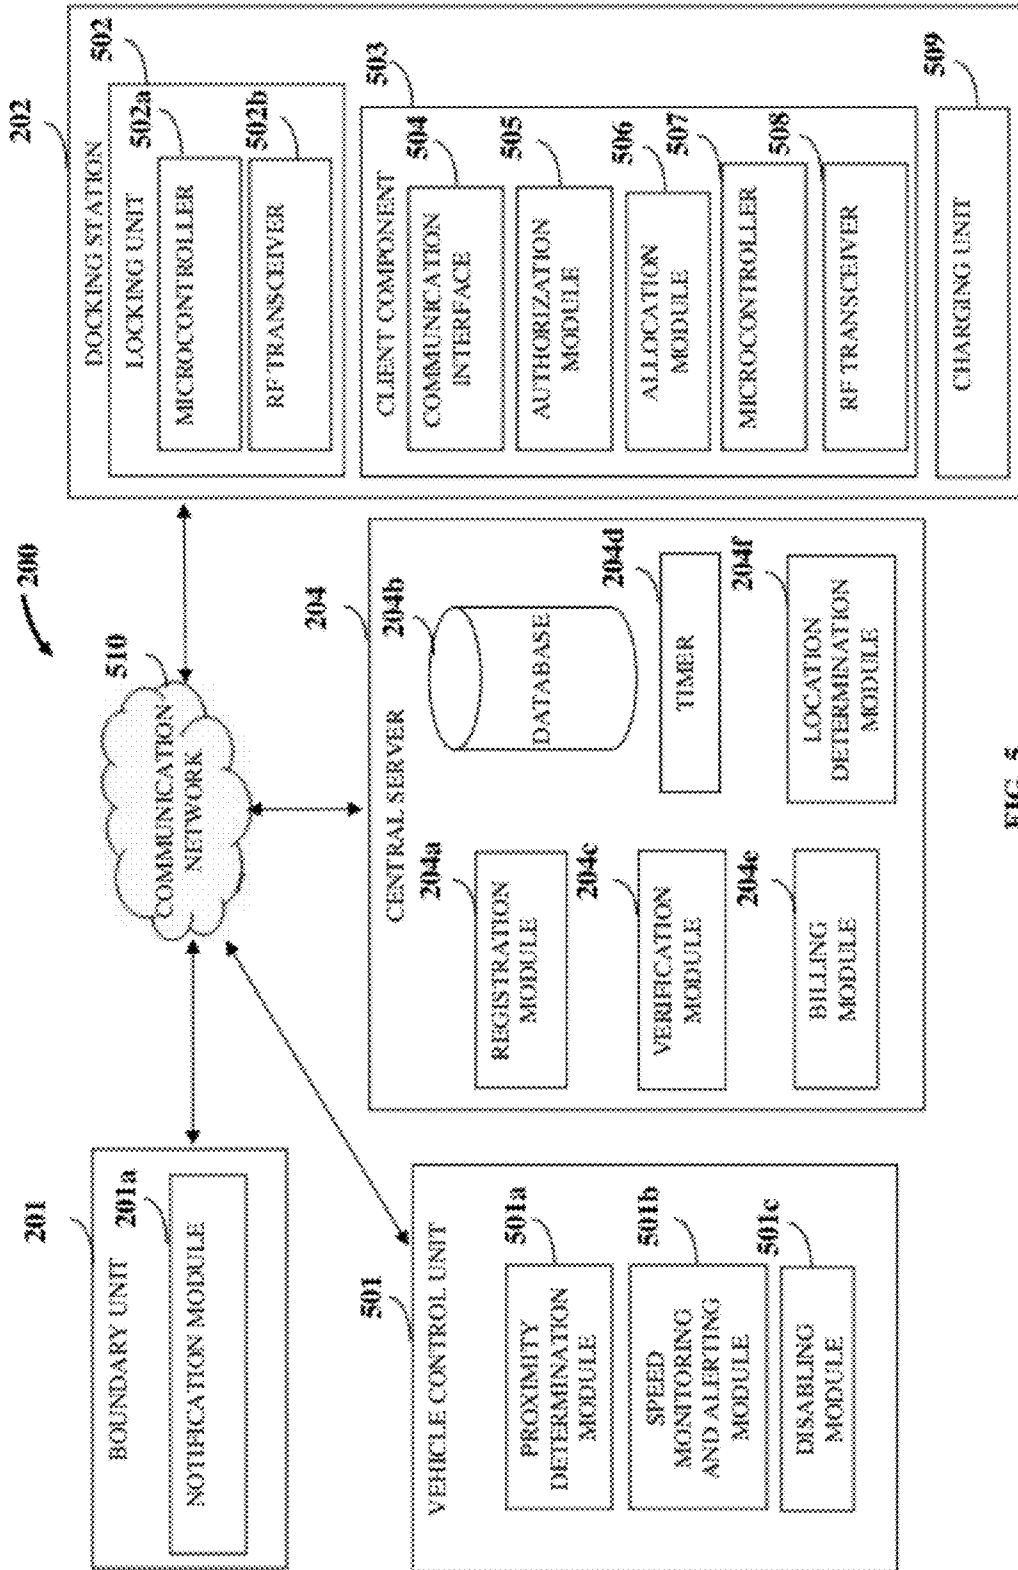 200
201
BOUNDARY UNIT
201a
NOTIFICATION MODULE
COMMUNICATION
NETWORK
510
202
DOCKING STATION
502
LOCKING UNIT
502a
MICROCONTROLLER
502b
RF TRANSCEIVER
503
CLIENT COMPONENT
504
COMMUNICATION
INTERFACE
505
AUTHORIZATION
MODULE
506
ALLOCATION
MODULE
507
MICROCONTROLLER
508
RF TRANSCEIVER
509
CHARGING UNIT
501
VEHICLE CONTROL UNIT
501a
PROXIMITY
DETERMINATION
MODULE
501b
SPEED
MONITORING
AND ALERTING
MODULE
501c
DISABLING
MODULE
204
CENTRAL SERVER
204a
REGISTRATION
MODULE
204b
DATABASE
204c
VERIFICATION
MODULE
204d
TIMER
204e
BILLING
MODULE
204f
LOCATION
DETERMINATION
MODULE
FIG. 5